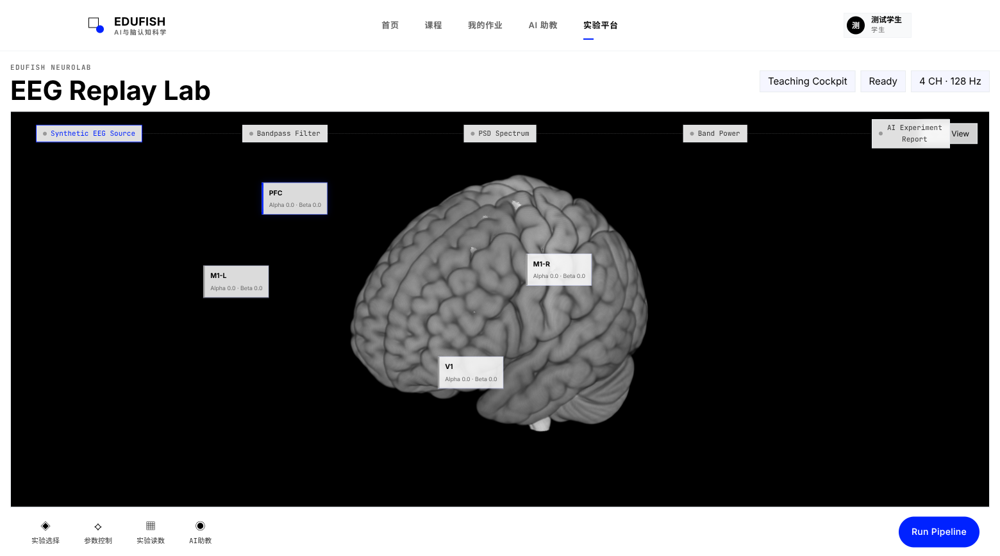 EDUFISH
AI与脑认知科学
首页
课程
我的作业
AI 助教
实验平台
测
测试学生
学生
EDUFISH NEUROLAB
EEG Replay Lab
Teaching Cockpit
Ready
4 CH · 128 Hz
Synthetic EEG Source
Bandpass Filter
PSD Spectrum
Band Power
AI Experiment
Report
View
PFC
Alpha 0.0 · Beta 0.0
M1-R
Alpha 0.0 · Beta 0.0
M1-L
Alpha 0.0 · Beta 0.0
V1
Alpha 0.0 · Beta 0.0
实验选择
参数控制
实验读数
AI助教
Run Pipeline